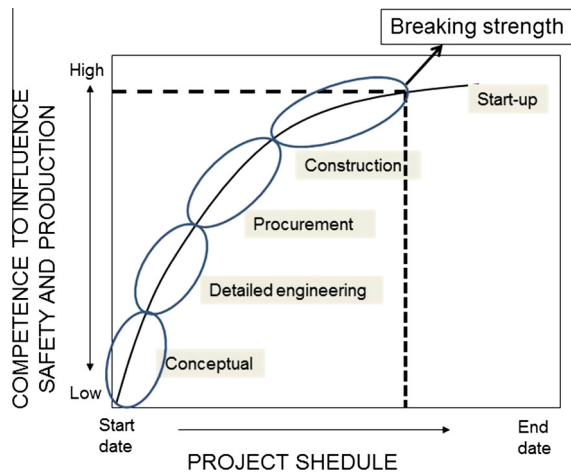 Breaking strength
High
Start-up
Construction
Procurement
Detailed engineering
Conceptual
Low
COMPETENCE TO INFLUENCE
SAFETY AND PRODUCTION
Start
date
End
date
PROJECT SHEDULE